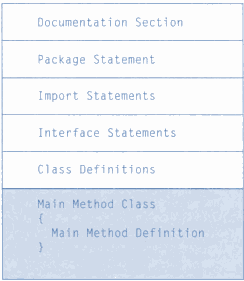 Documentation Section
Package Statement
Import Statements
Interface Statements
Class Definitions
Main Method Class
{
Main Method Definition
}